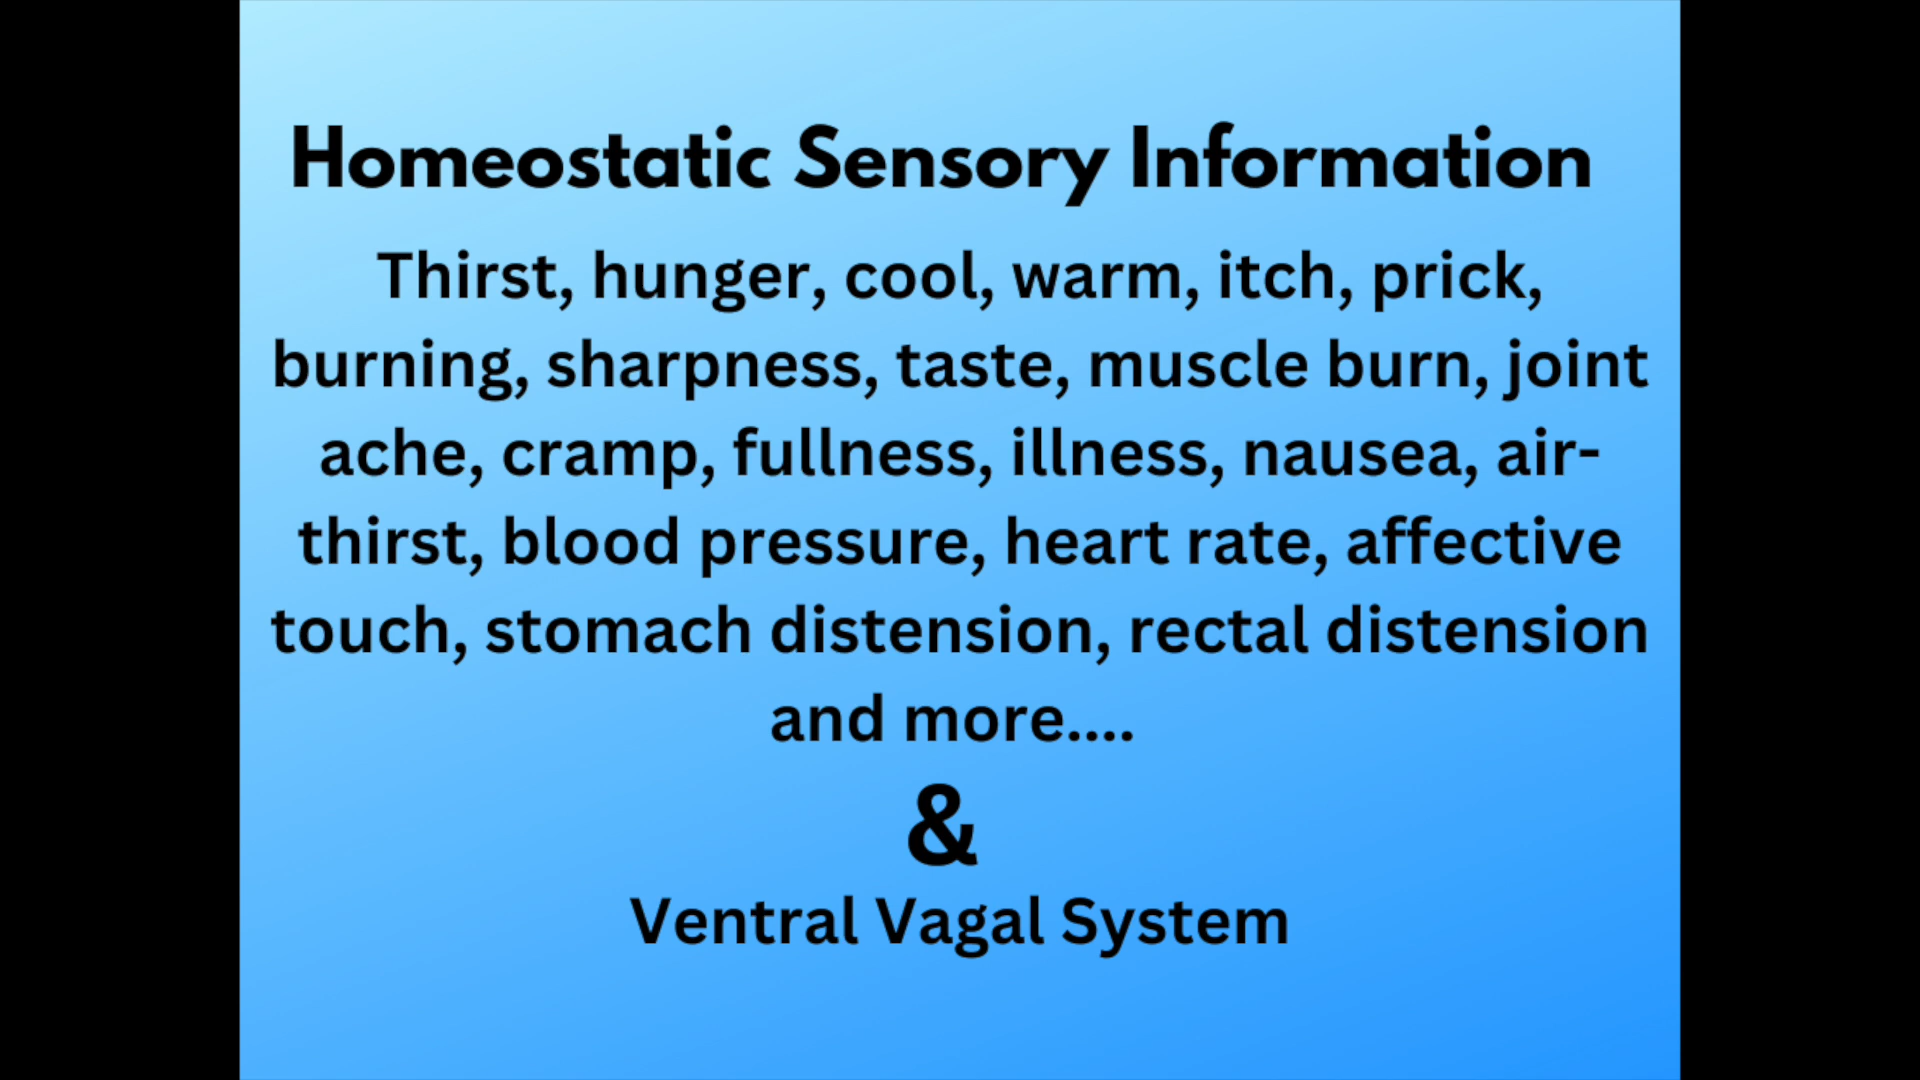 Homeostatic Sensory Information
Thirst, hunger, cool, warm, itch, prick,
burning, sharpness, taste, muscle burn, joint
ache, cramp, fullness, illness, nausea, air-
thirst, blood pressure, heart rate, affective
touch, stomach distension, rectal distension
and more....
&
Ventral Vagal System